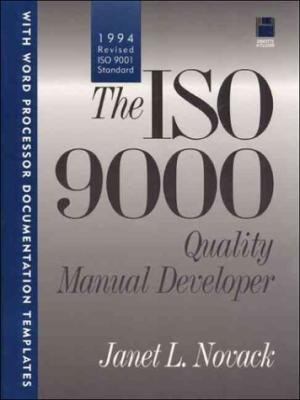 WITH WORD PROCESSOR DOCUMENTATION TEMPLATES
1994
Revised
ISO 9001
Standard
The ISO
9000
Quality
Manual Developer
Janet L. Novack